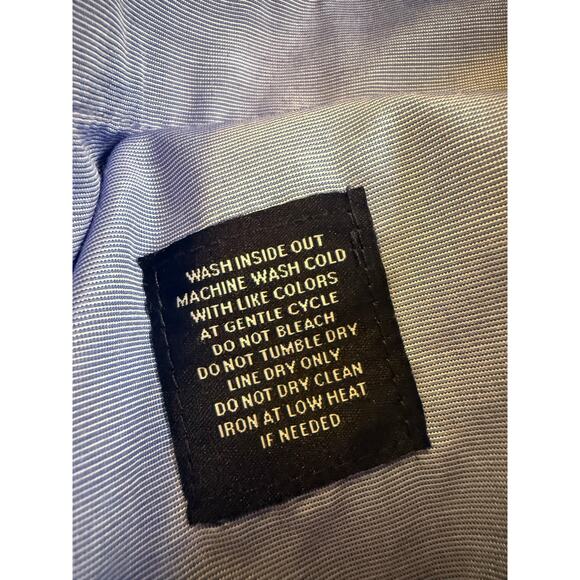 WASH INSIDE OUT
MACHINE WASH COLD
WITH LIKE COLORS
AT GENTLE CYCLE
DO NOT BLEACH
DO NOT TUMBLE DRY
LINE DRY ONLY
DO NOT DRY CLEAN
IRON AT LOW HEAT
IF NEEDED